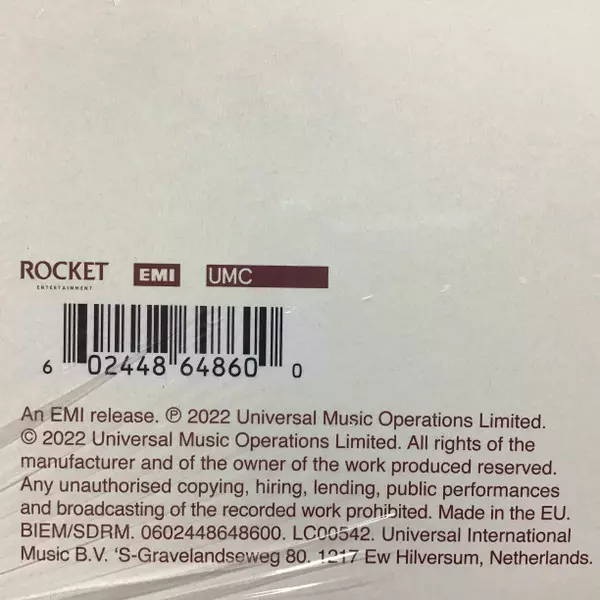 ROCKET
ENTERTAINMENT
EMI
UMC
6 02448 64860 0
An EMI release. ℗ 2022 Universal Music Operations Limited.
© 2022 Universal Music Operations Limited. All rights of the
manufacturer and of the owner of the work produced reserved.
Any unauthorised copying, hiring, lending, public performances
and broadcasting of the recorded work prohibited. Made in the EU.
BIEM/SDRM. 0602448648600. LC00542. Universal International
Music B.V. ‘S-Gravelandseweg 80. 1217 Ew Hilversum, Netherlands.